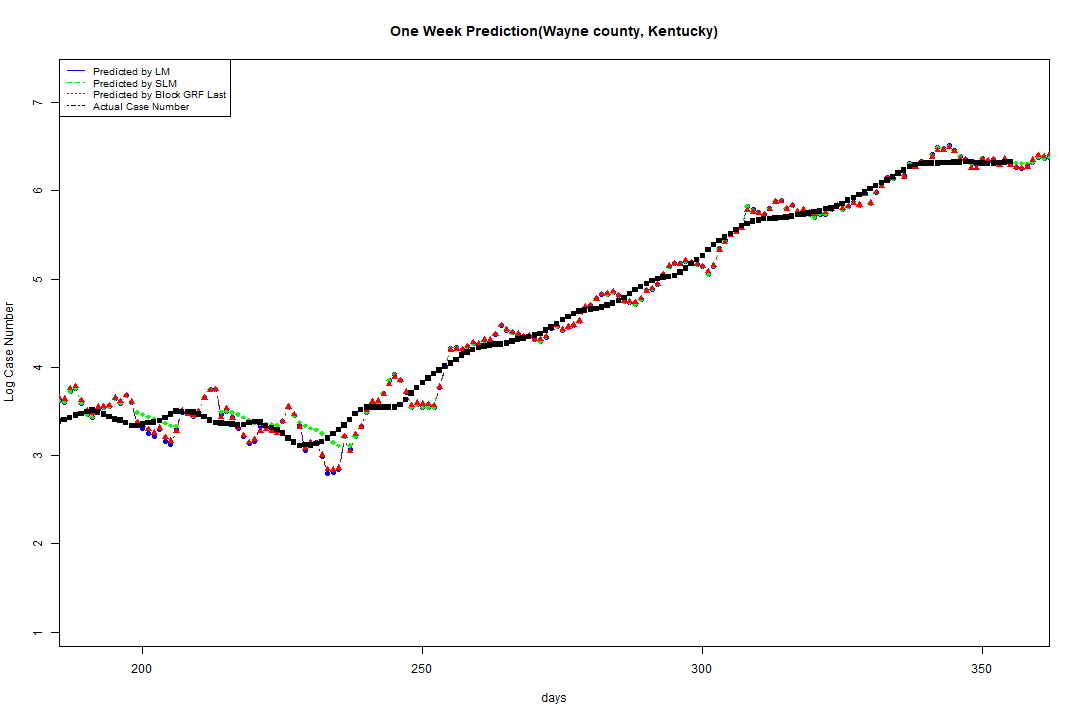 One Week Prediction(Wayne county, Kentucky)
Predicted by LM
Predicted by SLM
Predicted by Block GRF Last
Actual Case Number
7
6
5
4
3
2
1
Log Case Number
200
250
300
350
days